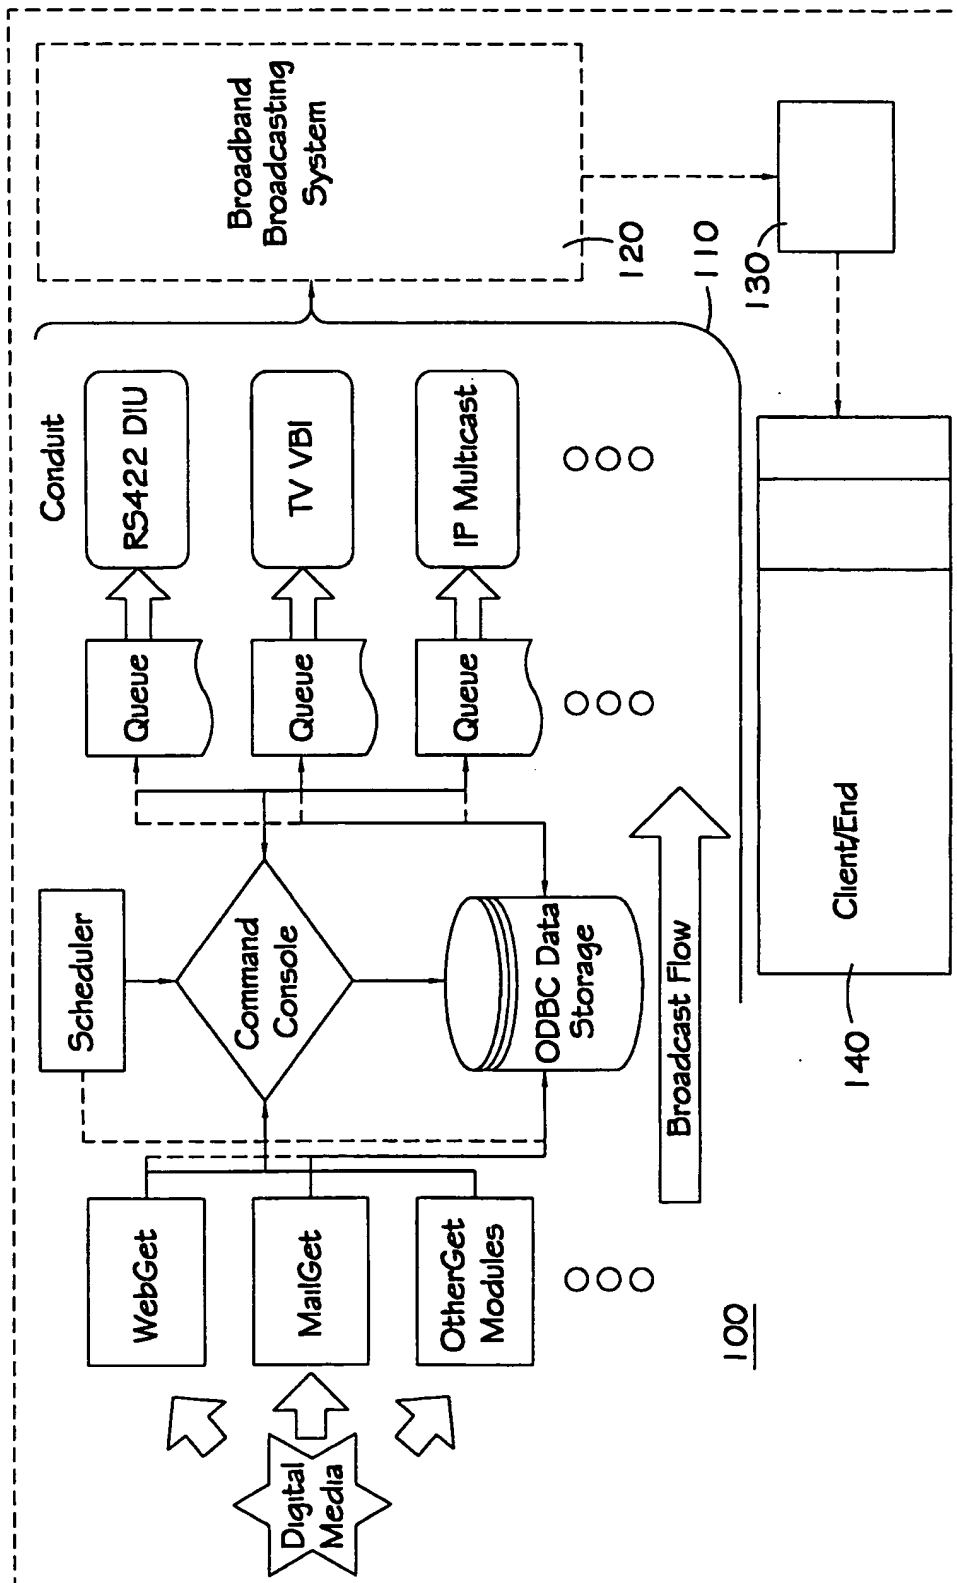 Digital
Media
WebGet
MailGet
OtherGet
Modules
100
Scheduler
Command
Console
ODBC Data
Storage
Broadcast Flow
Queue
Queue
Queue
Conduit
RS422 DIU
TV VBI
IP Multicast
110
Broadband
Broadcasting
System
120
130
Client/End
140